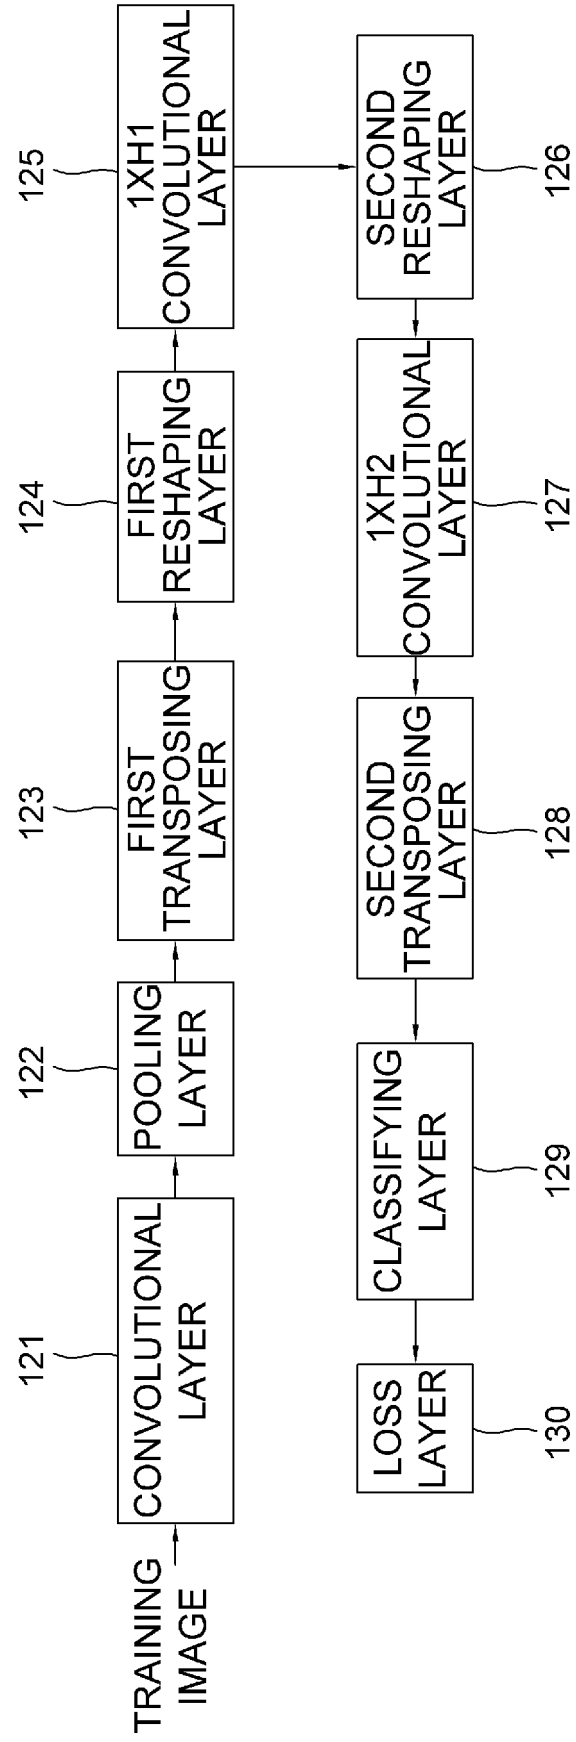 TRAINING
IMAGE
121
CONVOLUTIONAL
LAYER
122
POOLING
LAYER
123
FIRST
TRANSPOSING
LAYER
124
FIRST
RESHAPING
LAYER
125
1XH1
CONVOLUTIONAL
LAYER
SECOND
RESHAPING
LAYER
126
1XH2
CONVOLUTIONAL
LAYER
127
SECOND
TRANSPOSING
LAYER
128
CLASSIFYING
LAYER
129
LOSS
LAYER
130